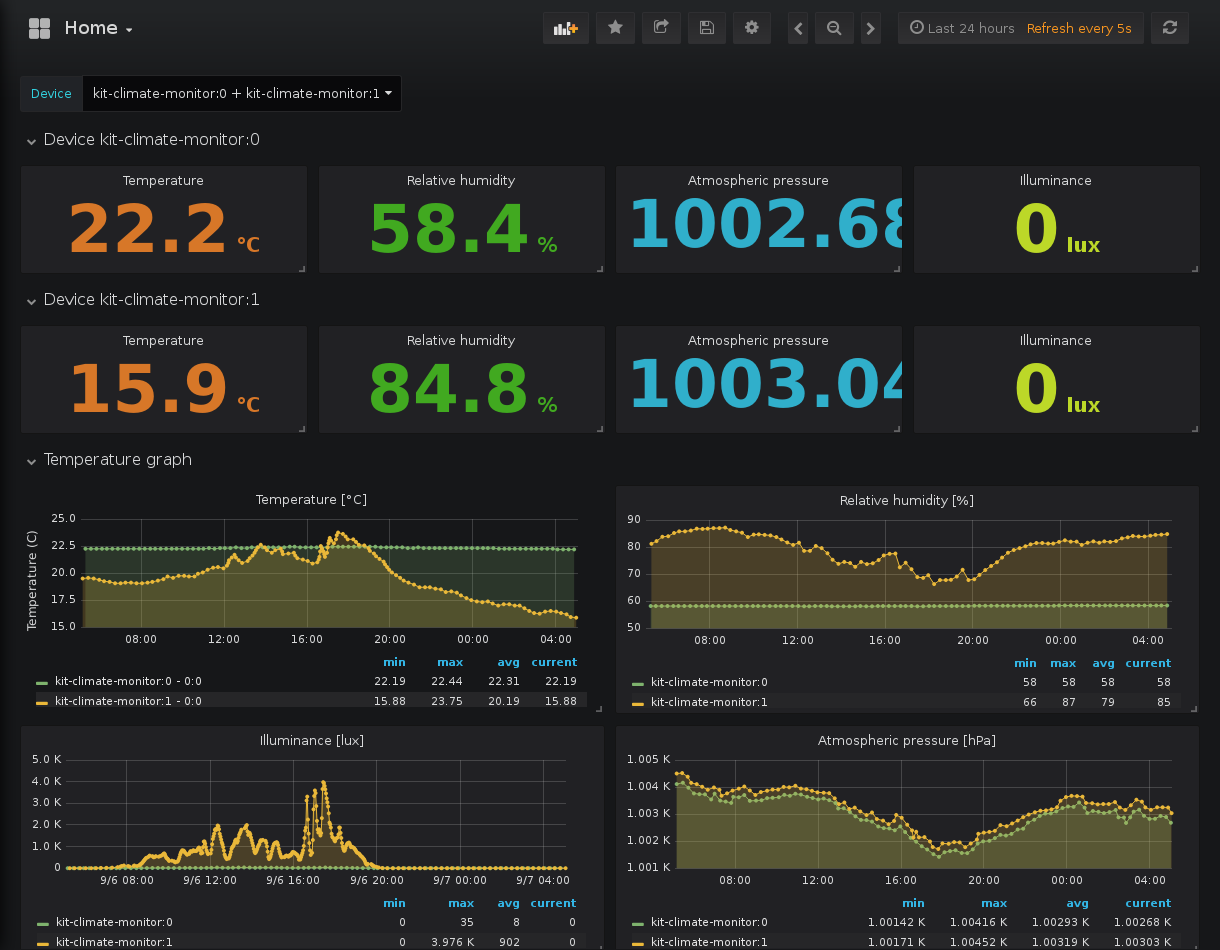 Home
Last 24 hours Refresh every 5s
Device kit-climate-monitor:0 + kit-climate-monitor:1
Device kit-climate-monitor:0
Temperature Relative humidity Atmospheric pressure Illuminance
22.2 °C 58.4 % 1002.68 0 lux
Device kit-climate-monitor:1
Temperature Relative humidity Atmospheric pressure Illuminance
15.9 °C 84.8 % 1003.04 0 lux
Temperature graph
Temperature [°C]
Temperature (C)
25.0
22.5
20.0
17.5
15.0
08:00 12:00 16:00 20:00 00:00 04:00
min max avg current
kit-climate-monitor:0 - 0:0 22.19 22.44 22.31 22.19
kit-climate-monitor:1 - 0:0 15.88 23.75 20.19 15.88
Relative humidity [%]
90
80
70
60
50
08:00 12:00 16:00 20:00 00:00 04:00
min max avg current
kit-climate-monitor:0 58 58 58 58
kit-climate-monitor:1 66 87 79 85
Illuminance [lux]
5.0 K
4.0 K
3.0 K
2.0 K
1.0 K
0
9/6 08:00 9/6 12:00 9/6 16:00 9/6 20:00 9/7 00:00 9/7 04:00
min max avg current
kit-climate-monitor:0 0 35 8 0
kit-climate-monitor:1 0 3.976 K 902 0
Atmospheric pressure [hPa]
1.005 K
1.004 K
1.003 K
1.002 K
1.001 K
08:00 12:00 16:00 20:00 00:00 04:00
min max avg current
kit-climate-monitor:0 1.00142 K 1.00416 K 1.00293 K 1.00268 K
kit-climate-monitor:1 1.00171 K 1.00452 K 1.00319 K 1.00303 K